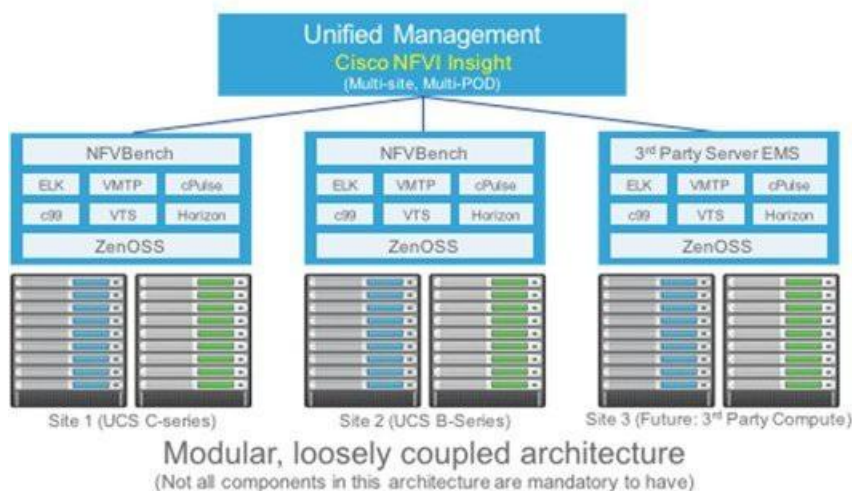 Unified Management
Cisco NFVI Insight
(Multi-site, Multi-POD)
NFVBench
ELK VMTP cPulse
c99 VTS Horizon
ZenOSS
NFVBench
ELK VMTP cPulse
c99 VTS Horizon
ZenOSS
3rd Party Server EMS
ELK VMTP cPulse
c99 VTS Horizon
ZenOSS
Site 1 (UCS C-series)
Site 2 (UCS B-Series)
Site 3 (Future: 3rd Party Compute)
Modular, loosely coupled architecture
(Not all components in this architecture are mandatory to have)